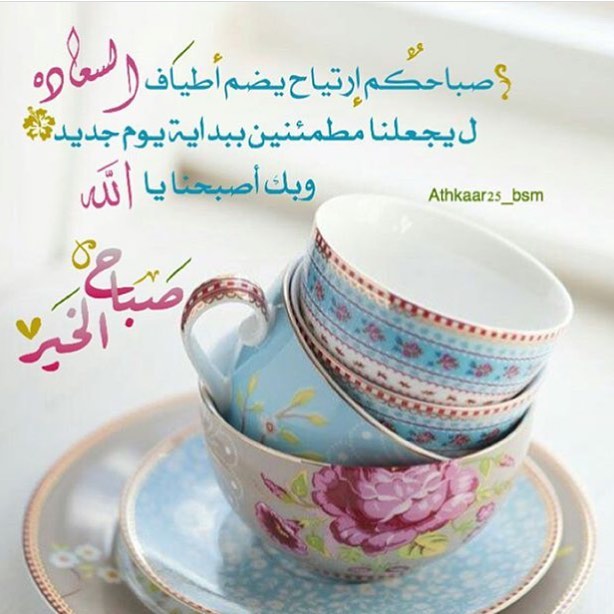 صباحكم إرتياح يضم أطياف السعاده
ل يجعلنا مطمئنين ببداية يوم جديد
وبك أصبحنا يا الله
Athkaar25_bsm
صباح
الخير